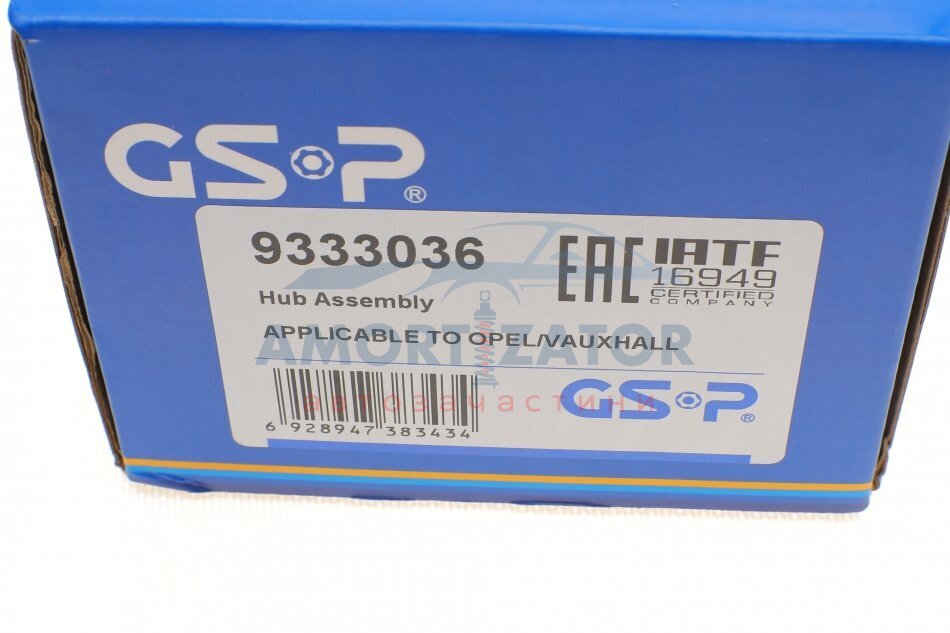 GSP®
9333036
EAC
IATF
16949
CERTIFIED
COMPANY
Hub Assembly
APPLICABLE TO OPEL/VAUXHALL
AMORTIZATOR
автозапчастини
GSP®
6 928947 383434